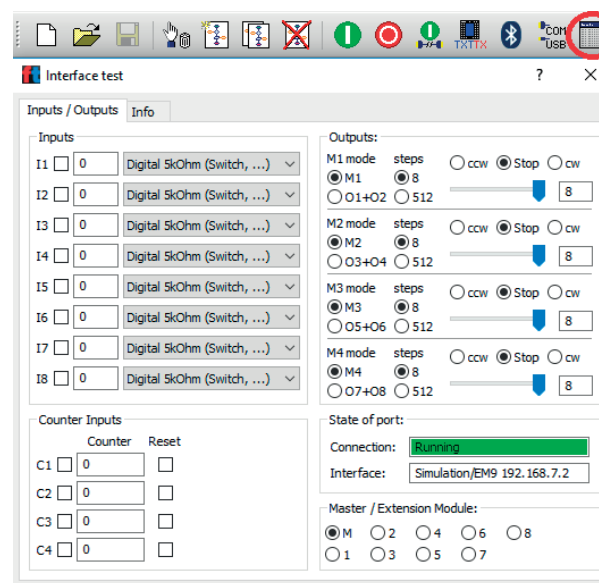 TXTTX
COM
USB
Interface test
? X
Inputs / Outputs Info
Inputs
I1 0 Digital 5kOhm (Switch, ...)
I2 0 Digital 5kOhm (Switch, ...)
I3 0 Digital 5kOhm (Switch, ...)
I4 0 Digital 5kOhm (Switch, ...)
I5 0 Digital 5kOhm (Switch, ...)
I6 0 Digital 5kOhm (Switch, ...)
I7 0 Digital 5kOhm (Switch, ...)
I8 0 Digital 5kOhm (Switch, ...)
Outputs:
M1 mode steps ccw Stop cw
M1 8
O1+O2 512 8
M2 mode steps ccw Stop cw
M2 8
O3+O4 512 8
M3 mode steps ccw Stop cw
M3 8
O5+O6 512 8
M4 mode steps ccw Stop cw
M4 8
O7+O8 512 8
Counter Inputs
Counter Reset
C1 0
C2 0
C3 0
C4 0
State of port:
Connection: Running
Interface: Simulation/EM9 192.168.7.2
Master / Extension Module:
M 2 4 6 8
1 3 5 7